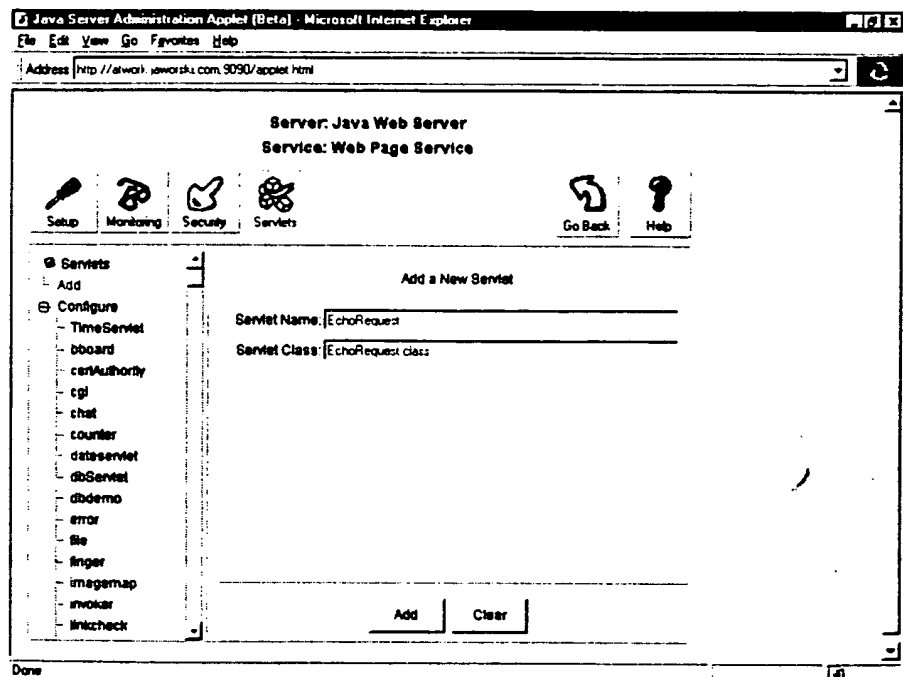 Java Server Administration Applet (Beta) - Microsoft Internet Explorer
File Edit View Go Favorites Help
Address http://atwork.jaworski.com:9090/applet.html
Server: Java Web Server
Service: Web Page Service
Setup Monitoring Security Servlets Go Back Help
Servlets
Add
Configure
TimeServlet
bboard
certAuthority
cgi
chat
counter
dateservlet
dbServlet
dbdemo
error
file
finger
imagemap
invoker
linkcheck
Add a New Servlet
Servlet Name: EchoRequest
Servlet Class: EchoRequest.class
Add Clear
Done